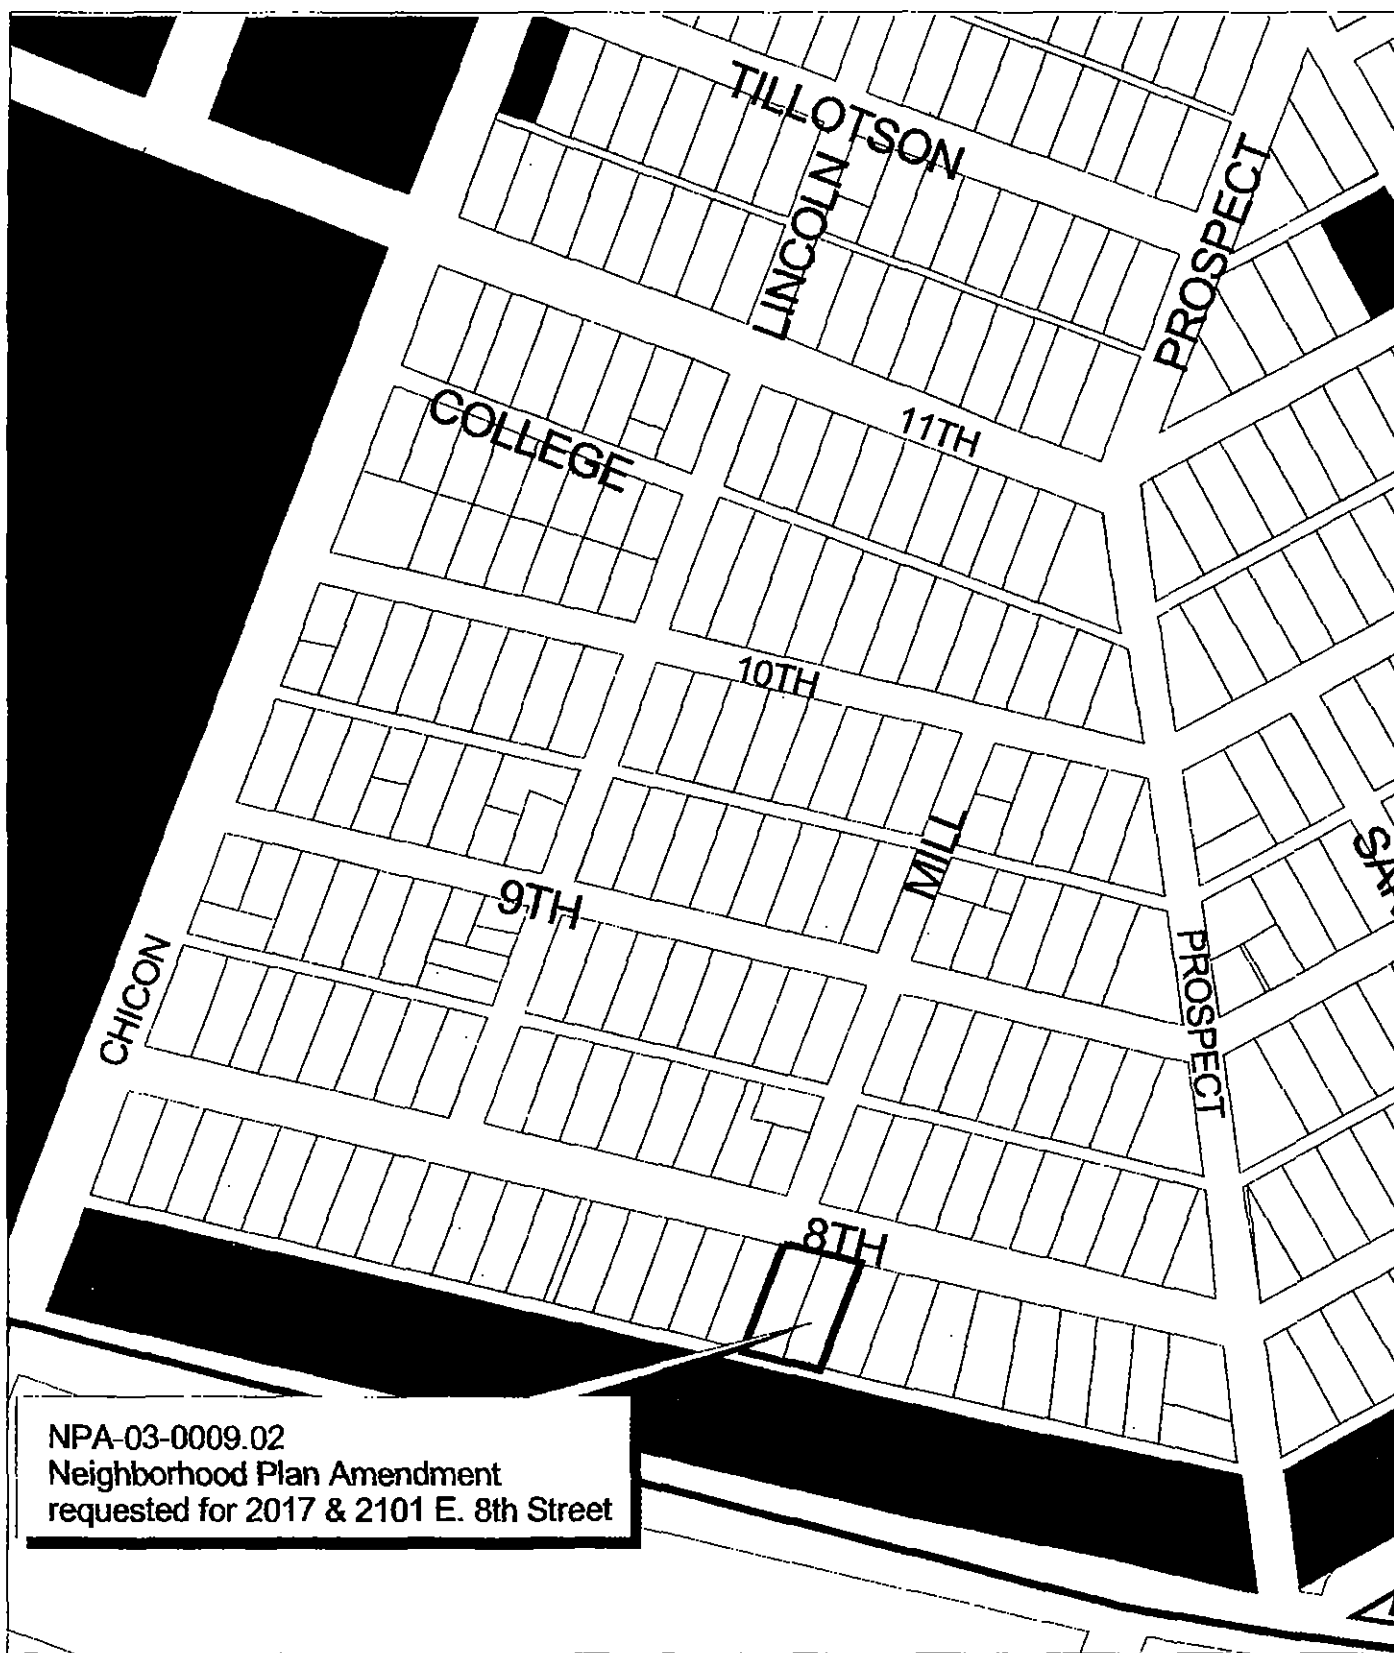 TILLOTSON
LINCOLN
PROSPECT
COLLEGE
11TH
10TH
MILL
9TH
CHICON
PROSPECT
8TH
NPA-03-0009.02
Neighborhood Plan Amendment
requested for 2017 & 2101 E. 8th Street